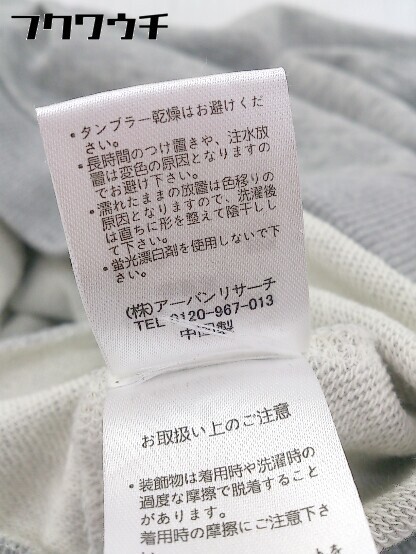 フクワウチ
・タンブラー乾燥はお避けくだ
さい。
・長時間のつけ置きや、注水放
置は変色の原因となりますの
でお避け下さい。
・濡れたままの放置は色移りの
原因となりますので、洗濯後
は直ちに形を整えて陰干しし
て下さい。
・蛍光漂白剤を使用しないで下
さい。
(株)アーバンリサーチ
TEL 0120-967-013
中国製
お取扱い上のご注意
・装飾物は着用時や洗濯時の
過度な摩擦で脱着すること
があります。
着用時の摩擦にご注意下さ